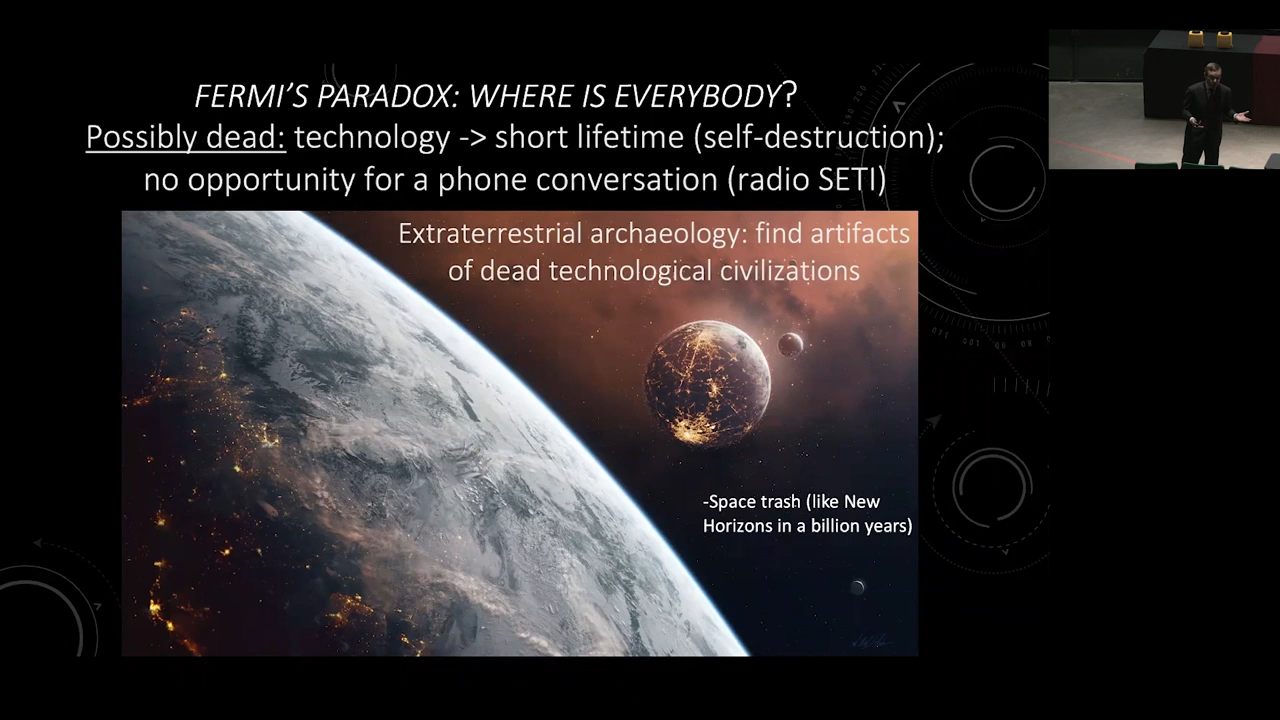 FERMI'S PARADOX: WHERE IS EVERYBODY?
Possibly dead: technology -> short lifetime (self-destruction);
no opportunity for a phone conversation (radio SETI)
Extraterrestrial archaeology: find artifacts
of dead technological civilizations
-Space trash (like New
Horizons in a billion years)